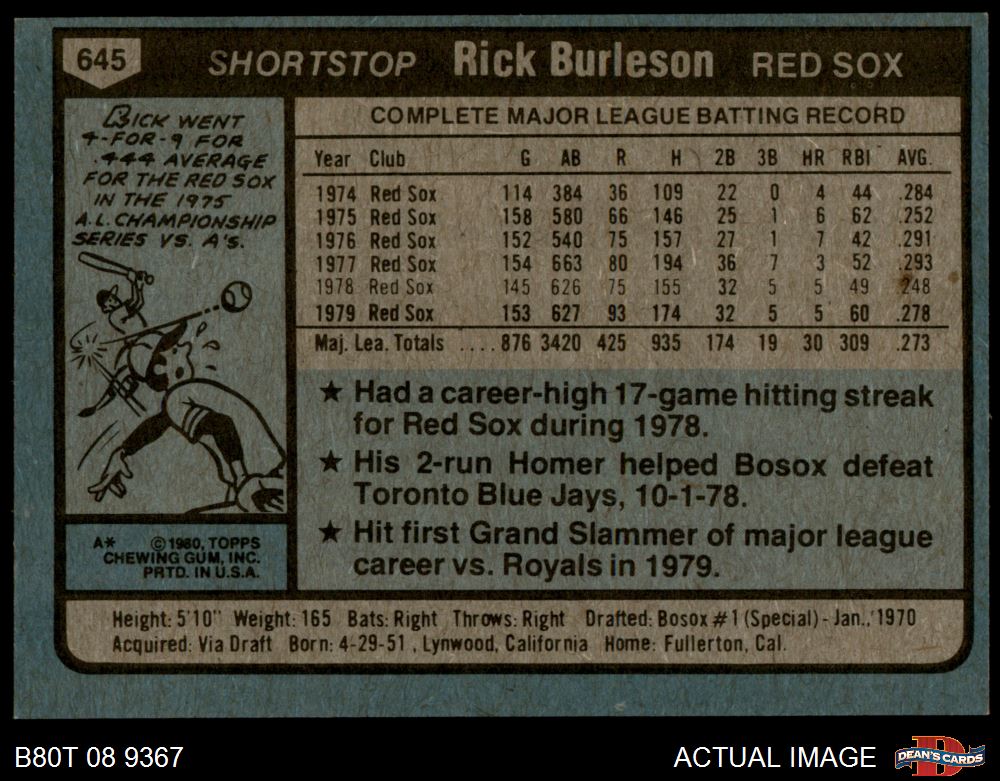 645 SHORTSTOP Rick Burleson RED SOX
RICK WENT
4-FOR-9 FOR
.444 AVERAGE
FOR THE RED SOX
IN THE 1975
A.L. CHAMPIONSHIP
SERIES VS. A's.
A* ©1980, TOPPS
CHEWING GUM, INC.
PRTD. IN U.S.A.
COMPLETE MAJOR LEAGUE BATTING RECORD
Year Club G AB R H 2B 3B HR RBI AVG.
1974 Red Sox 114 384 36 109 22 0 4 44 .284
1975 Red Sox 158 580 66 146 25 1 6 62 .252
1976 Red Sox 152 540 75 157 27 1 7 42 .291
1977 Red Sox 154 663 80 194 36 7 3 52 .293
1978 Red Sox 145 626 75 155 32 5 5 49 .248
1979 Red Sox 153 627 93 174 32 5 5 60 .278
Maj. Lea. Totals .... 876 3420 425 935 174 19 30 309 .273
★ Had a career-high 17-game hitting streak
for Red Sox during 1978.
★ His 2-run Homer helped Bosox defeat
Toronto Blue Jays, 10-1-78.
★ Hit first Grand Slammer of major league
career vs. Royals in 1979.
Height: 5'10" Weight: 165 Bats: Right Throws: Right Drafted: Bosox #1 (Special) - Jan., 1970
Acquired: Via Draft Born: 4-29-51, Lynwood, California Home: Fullerton, Cal.
B80T 08 9367 ACTUAL IMAGE
D
DEAN'S CARDS